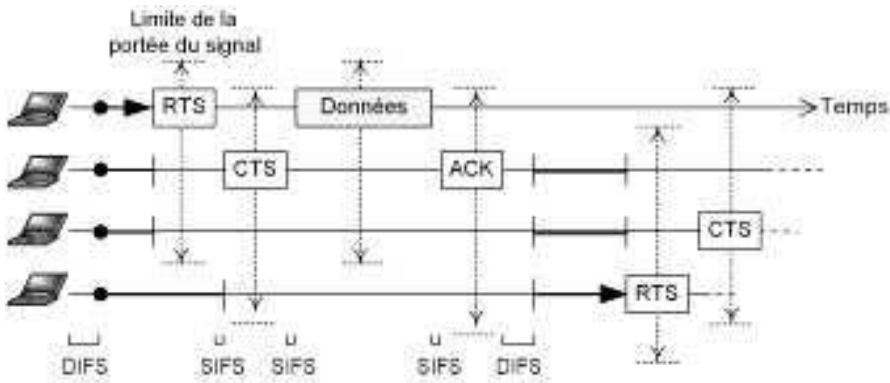 Limite de la
portée du signal
RTS
Données
Temps
CTS
ACK
CTS
RTS
DIFS
SIFS
SIFS
SIFS
DIFS